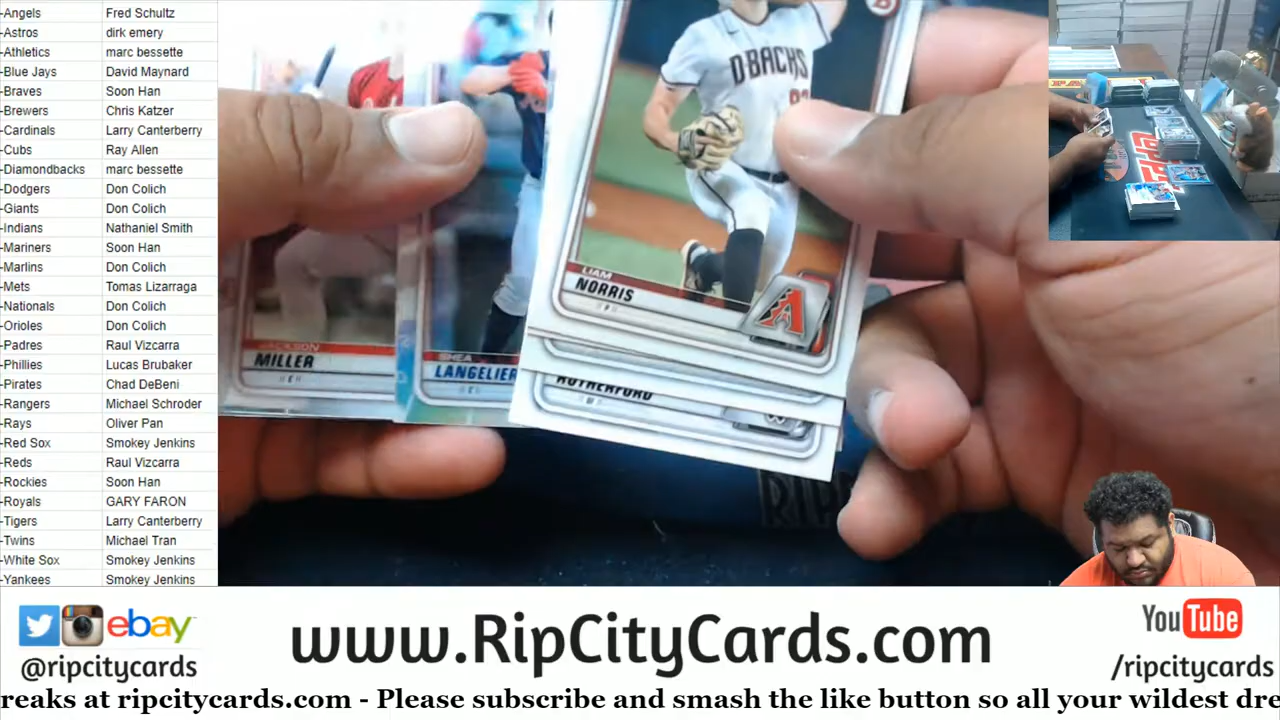 -Angels Fred Schultz
-Astros dirk emery
-Athletics marc bessette
-Blue Jays David Maynard
-Braves Soon Han
-Brewers Chris Katzer
-Cardinals Larry Canterberry
-Cubs Ray Allen
-Diamondbacks marc bessette
-Dodgers Don Colich
-Giants Don Colich
-Indians Nathaniel Smith
-Mariners Soon Han
-Marlins Don Colich
-Mets Tomas Lizarraga
-Nationals Don Colich
-Orioles Don Colich
-Padres Raul Vizcarra
-Phillies Lucas Brubaker
-Pirates Chad DeBeni
-Rangers Michael Schroder
-Rays Oliver Pan
-Red Sox Smokey Jenkins
-Reds Raul Vizcarra
-Rockies Soon Han
-Royals GARY FARON
-Tigers Larry Canterberry
-Twins Michael Tran
-White Sox Smokey Jenkins
-Yankees Smokey Jenkins
D-BACKS
LIAM
NORRIS
JACKSON
MILLER
SHEA
LANGELIER
RUTHERFORD
ebay
@ripcitycards
www.RipCityCards.com
YouTube
/ripcitycards
reaks at ripcitycards.com - Please subscribe and smash the like button so all your wildest dre